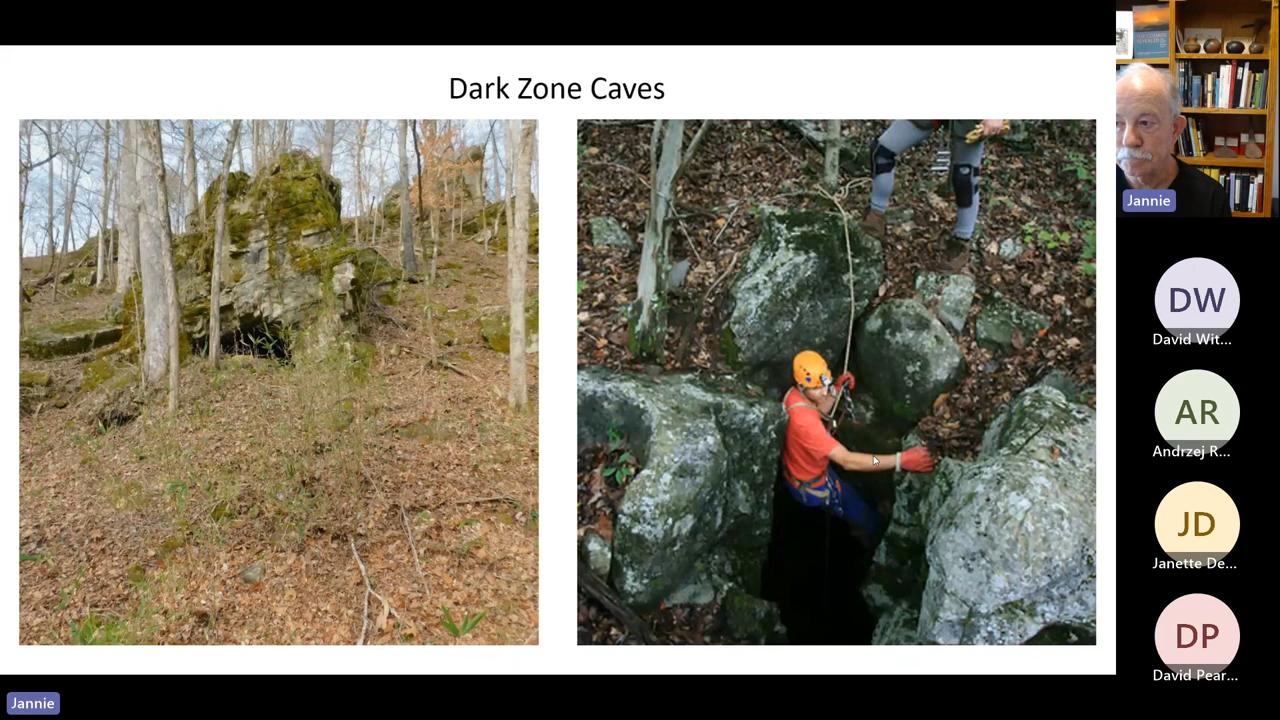 Dark Zone Caves
Jannie
DW
David Wit...
AR
Andrzej R...
JD
Janette De...
DP
David Pear...
Jannie